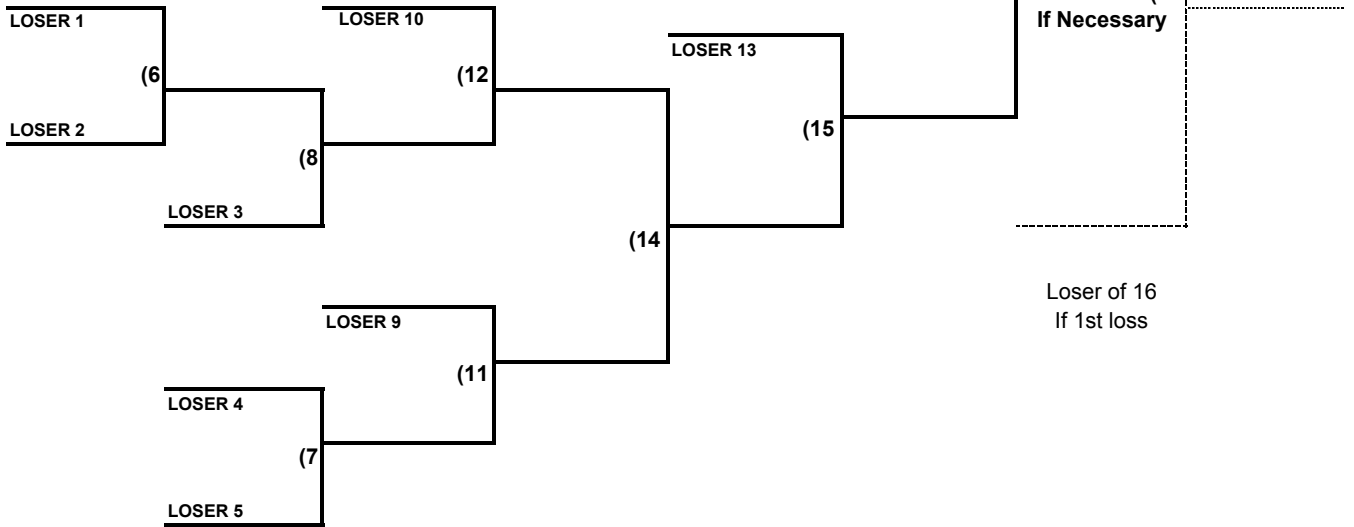 LOSER 1
LOSER 10
(
If Necessary
LOSER 13
(6
(12
LOSER 2
(15
(8
LOSER 3
(14
Loser of 16
If 1st loss
LOSER 9
(11
LOSER 4
(7
LOSER 5